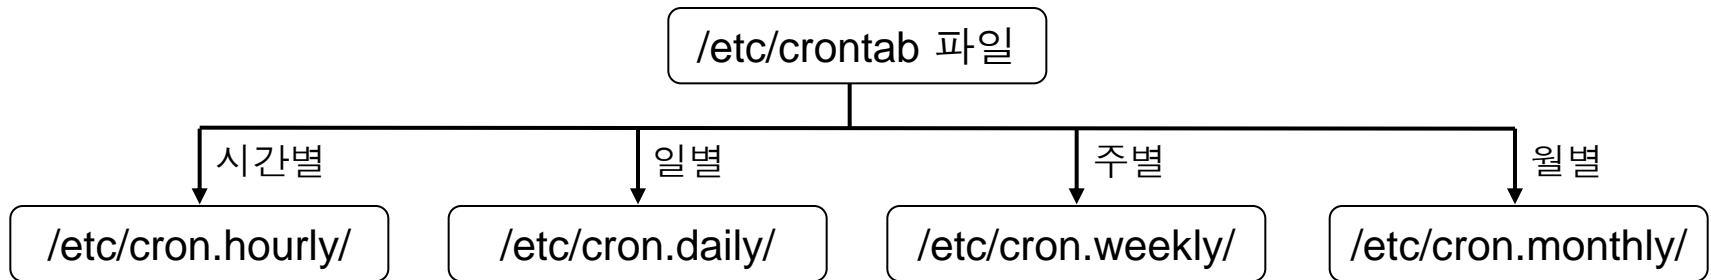 /etc/crontab 파일
시간별
일별
주별
월별
/etc/cron.hourly/
/etc/cron.daily/
/etc/cron.weekly/
/etc/cron.monthly/